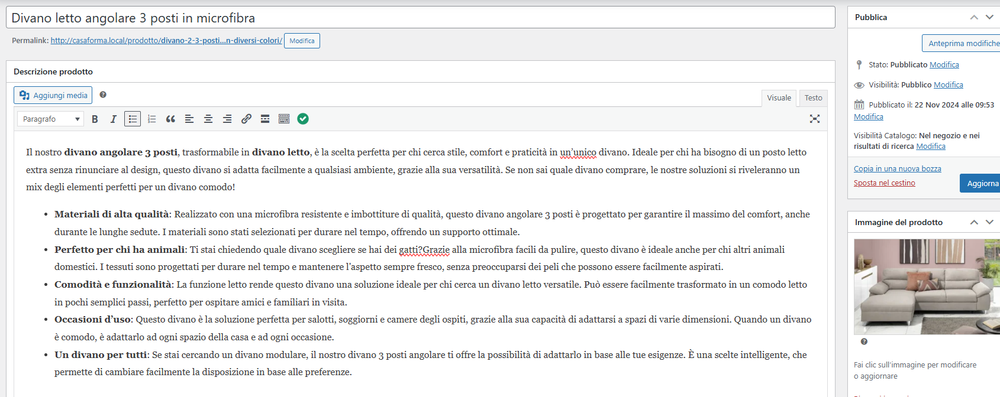 Divano letto angolare 3 posti in microfibra
Permalink: http://casaforma.local/prodotto/divano-2-3-posti...n-diversi-colori/ Modifica
Descrizione prodotto
Aggiungi media
Visuale Testo
Paragrafo
Il nostro divano angolare 3 posti, trasformabile in divano letto, è la scelta perfetta per chi cerca stile, comfort e praticità in un’unico divano. Ideale per chi ha bisogno di un posto letto
extra senza rinunciare al design, questo divano si adatta facilmente a qualsiasi ambiente, grazie alla sua versatilità. Se non sai quale divano comprare, le nostre soluzioni si riveleranno un
mix degli elementi perfetti per un divano comodo!
• Materiali di alta qualità: Realizzato con una microfibra resistente e imbottiture di qualità, questo divano angolare 3 posti è progettato per garantire il massimo del comfort, anche
durante le lunghe sedute. I materiali sono stati selezionati per durare nel tempo, offrendo un supporto ottimale.
• Perfetto per chi ha animali: Ti stai chiedendo quale divano scegliere se hai dei gatti?Grazie alla microfibra facili da pulire, questo divano è ideale anche per chi altri animali
domestici. I tessuti sono progettati per durare nel tempo e mantenere l'aspetto sempre fresco, senza preoccuparsi dei peli che possono essere facilmente aspirati.
• Comodità e funzionalità: La funzione letto rende questo divano una soluzione ideale per chi cerca un divano letto versatile. Può essere facilmente trasformato in un comodo letto
in pochi semplici passi, perfetto per ospitare amici e familiari in visita.
• Occasioni d’uso: Questo divano è la soluzione perfetta per salotti, soggiorni e camere degli ospiti, grazie alla sua capacità di adattarsi a spazi di varie dimensioni. Quando un divano
è comodo, è adattarlo ad ogni spazio della casa e ad ogni occasione.
• Un divano per tutti: Se stai cercando un divano modulare, il nostro divano 3 posti angolare ti offre la possibilità di adattarlo in base alle tue esigenze. È una scelte intelligente, che
permette di cambiare facilmente la disposizione in base alle preferenze.
Pubblica
Anteprima modifiche
Stato: Pubblicato Modifica
Visibilità: Pubblico Modifica
Pubblicato il: 22 Nov 2024 alle 09:53
Modifica
Visibilità Catalogo: Nel negozio e nei
risultati di ricerca Modifica
Copia in una nuova bozza
Sposta nel cestino
Aggiorna
Immagine del prodotto
Fai clic sull’immagine per modificare
o aggiornare